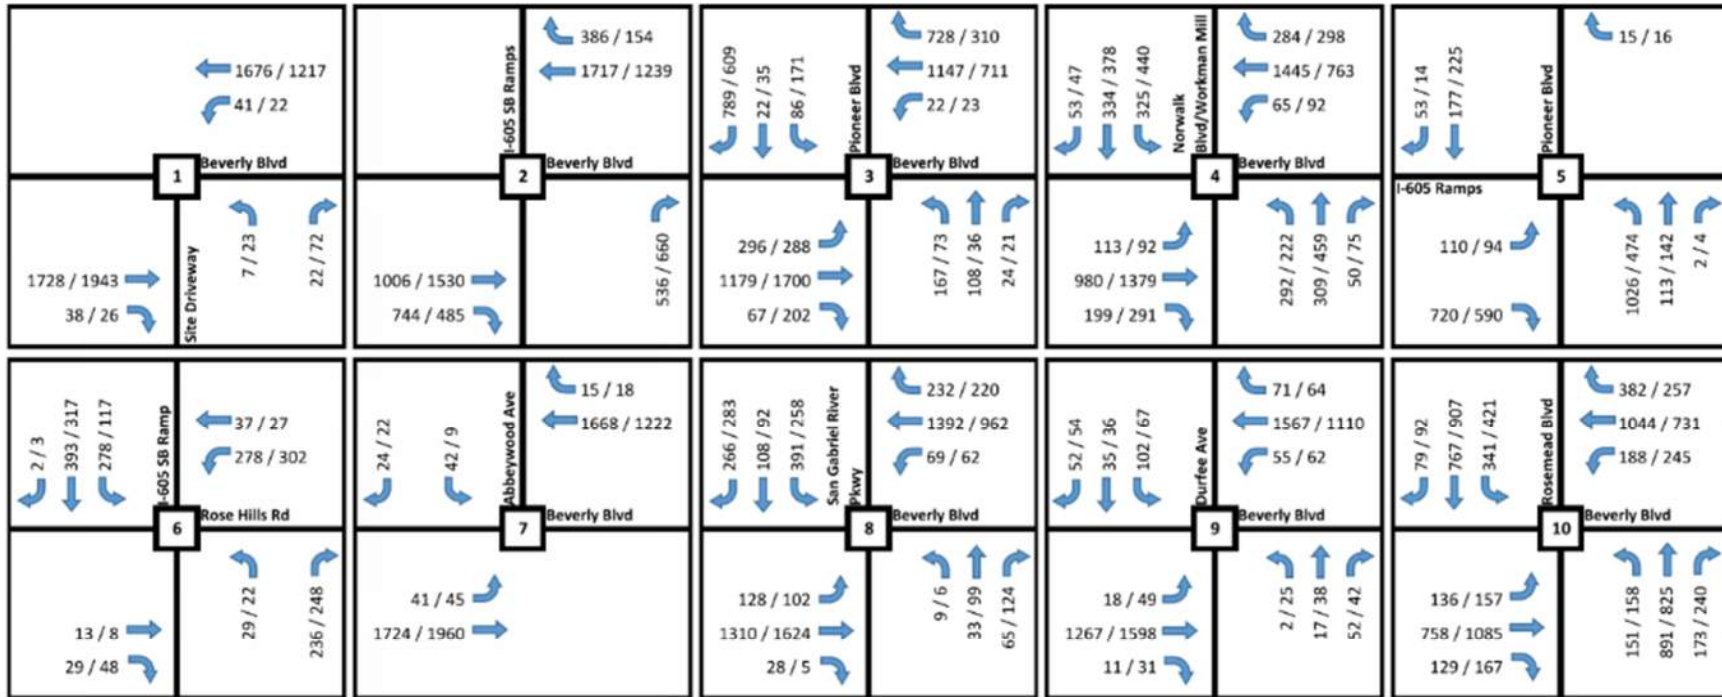 1676 / 1217
41 / 22
Beverly Blvd
1
1728 / 1943
38 / 26
Site Driveway
7 / 23
22 / 72
I-605 SB Ramps
386 / 154
1717 / 1239
Beverly Blvd
2
1006 / 1530
744 / 485
536 / 660
789 / 609
22 / 35
86 / 171
Pioneer Blvd
728 / 310
1147 / 711
22 / 23
Beverly Blvd
3
296 / 288
1179 / 1700
67 / 202
167 / 73
108 / 36
24 / 21
53 / 47
334 / 378
325 / 440
Norwalk
Blvd/Workman Mill
284 / 298
1445 / 763
65 / 92
Beverly Blvd
4
113 / 92
980 / 1379
199 / 291
292 / 222
309 / 459
50 / 75
53 / 14
177 / 225
Pioneer Blvd
15 / 16
5
I-605 Ramps
110 / 94
720 / 590
1026 / 474
113 / 142
2 / 4
2 / 3
393 / 317
278 / 117
I-605 SB Ramp
37 / 27
278 / 302
Rose Hills Rd
6
13 / 8
29 / 48
29 / 22
236 / 248
24 / 22
42 / 9
Abbeywood Ave
15 / 18
1668 / 1222
Beverly Blvd
7
41 / 45
1724 / 1960
266 / 283
108 / 92
391 / 258
San Gabriel River
Pkwy
232 / 220
1392 / 962
69 / 62
Beverly Blvd
8
128 / 102
1310 / 1624
28 / 5
9 / 6
33 / 99
65 / 124
52 / 54
35 / 36
102 / 67
Durfee Ave
71 / 64
1567 / 1110
55 / 62
Beverly Blvd
9
18 / 49
1267 / 1598
11 / 31
2 / 25
17 / 38
52 / 42
79 / 92
767 / 907
341 / 421
Rosemead Blvd
382 / 257
1044 / 731
188 / 245
Beverly Blvd
10
136 / 157
758 / 1085
129 / 167
151 / 158
891 / 825
173 / 240